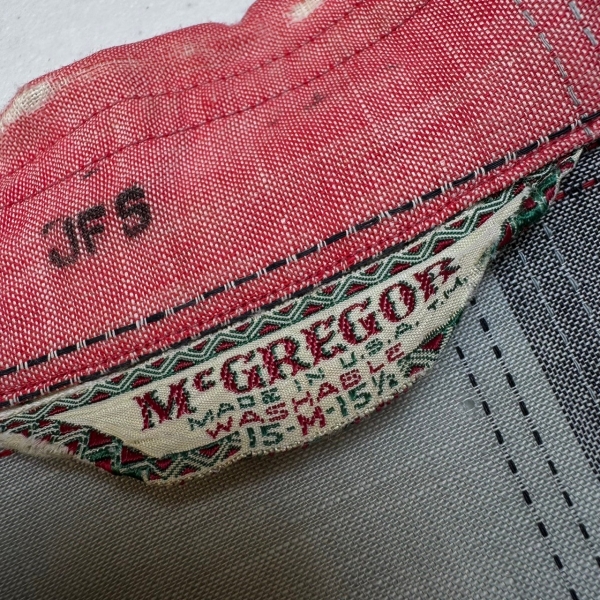 JFS
McGREGOR
MADE IN U.S.A. T.M.
WASHABLE
15-M-15½